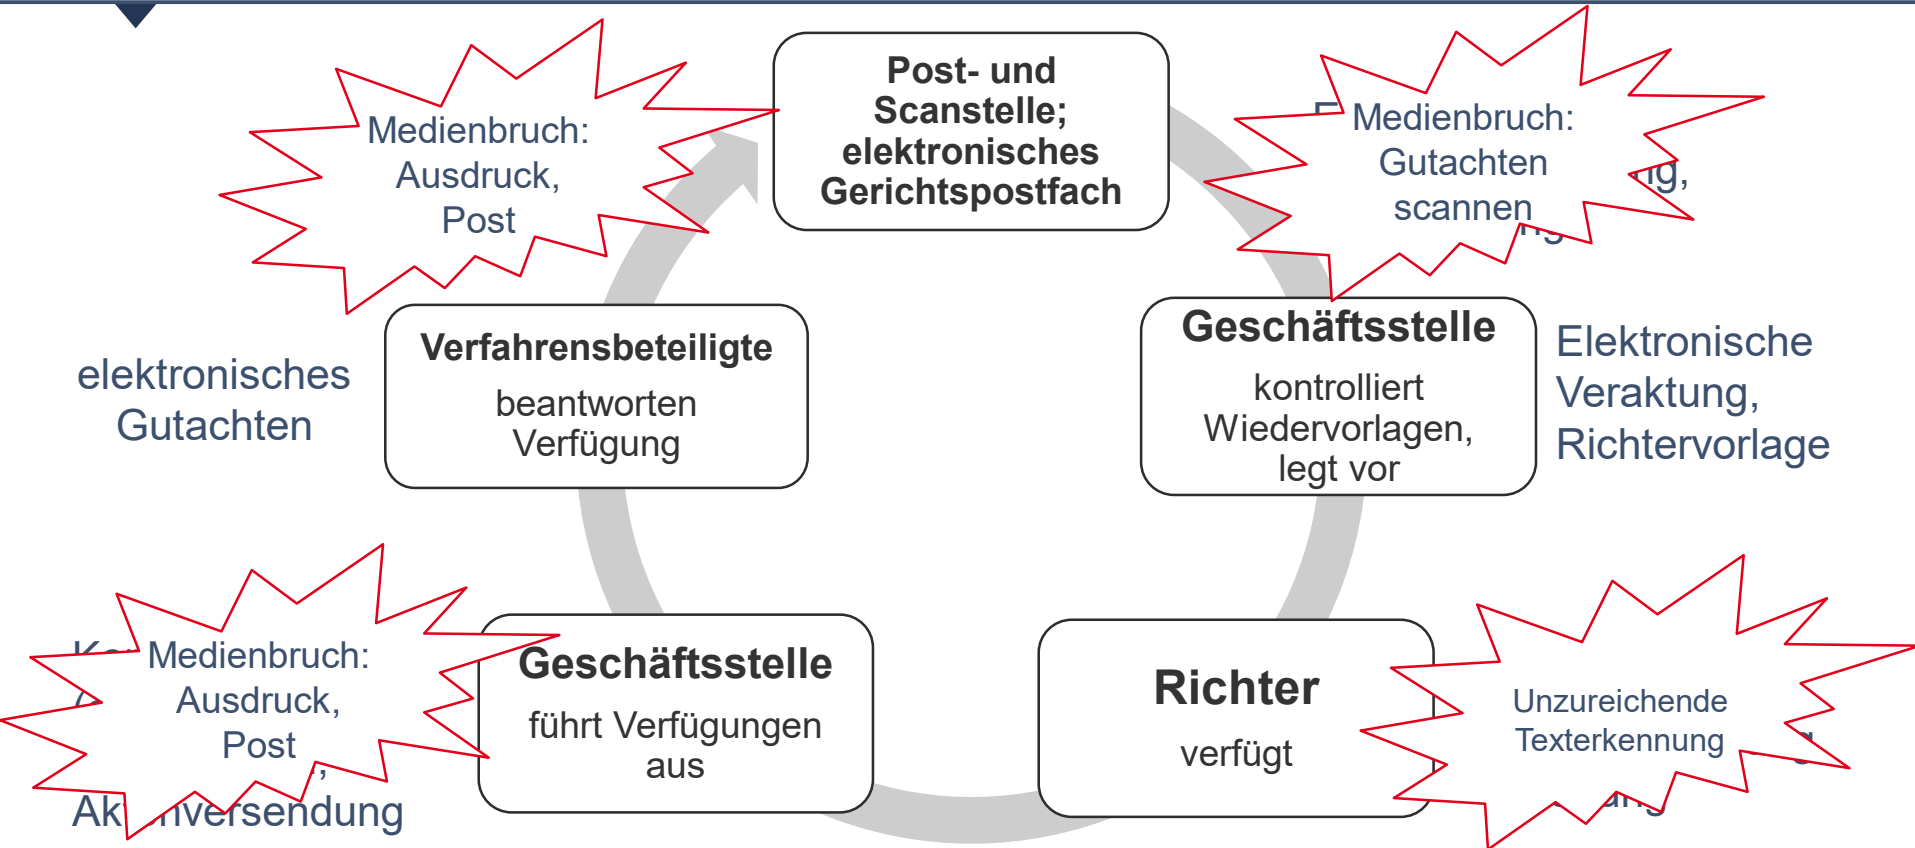 Post- und
Scanstelle;
elektronisches
Gerichtspostfach
Medienbruch:
Gutachten
scannen
Geschäftsstelle
kontrolliert
Wiedervorlagen,
legt vor
Elektronische
Veraktung,
Richtervorlage
Richter
verfügt
Unzureichende
Texterkennung
Geschäftsstelle
führt Verfügungen
aus
Medienbruch:
Ausdruck,
Post
Aktenversendung
Verfahrensbeteiligte
beantworten
Verfügung
elektronisches
Gutachten
Medienbruch:
Ausdruck,
Post